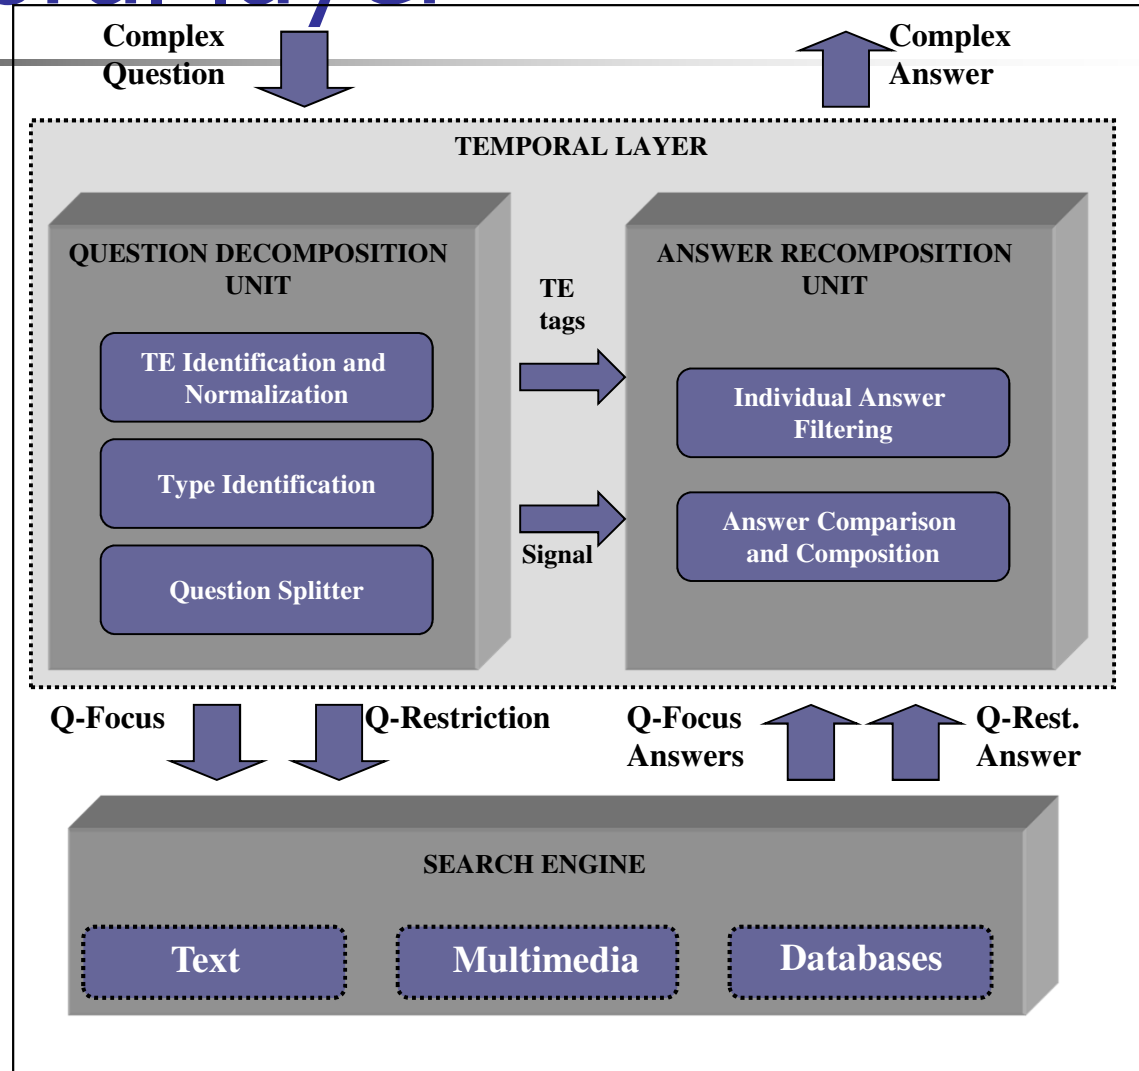 layer
Complex
Question
Complex
Answer
TEMPORAL LAYER
QUESTION DECOMPOSITION
UNIT
TE Identification and
Normalization
Type Identification
Question Splitter
TE
tags
Signal
ANSWER RECOMPOSITION
UNIT
Individual Answer
Filtering
Answer Comparison
and Composition
Q-Focus
Q-Restriction
Q-Focus
Answers
Q-Rest.
Answer
SEARCH ENGINE
Text
Multimedia
Databases